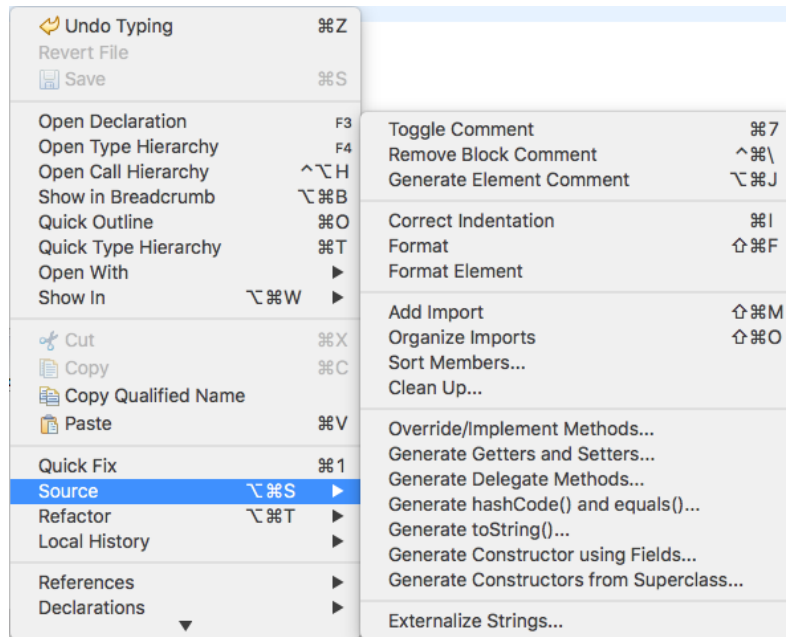 Undo Typing ⌘Z
Revert File
Save ⌘S
Open Declaration F3
Open Type Hierarchy F4
Open Call Hierarchy ^⌥H
Show in Breadcrumb ⌥⌘B
Quick Outline ⌘O
Quick Type Hierarchy ⌘T
Open With ▶
Show In ⌥⌘W ▶
Cut ⌘X
Copy ⌘C
Copy Qualified Name
Paste ⌘V
Quick Fix ⌘1
Source ⌥⌘S ▶
Refactor ⌥⌘T ▶
Local History ▶
References ▶
Declarations ▶
Toggle Comment ⌘7
Remove Block Comment ^⌘\
Generate Element Comment ⌥⌘J
Correct Indentation ⌘I
Format ⇧⌘F
Format Element
Add Import ⇧⌘M
Organize Imports ⇧⌘O
Sort Members...
Clean Up...
Override/Implement Methods...
Generate Getters and Setters...
Generate Delegate Methods...
Generate hashCode() and equals()...
Generate toString()...
Generate Constructor using Fields...
Generate Constructors from Superclass...
Externalize Strings...